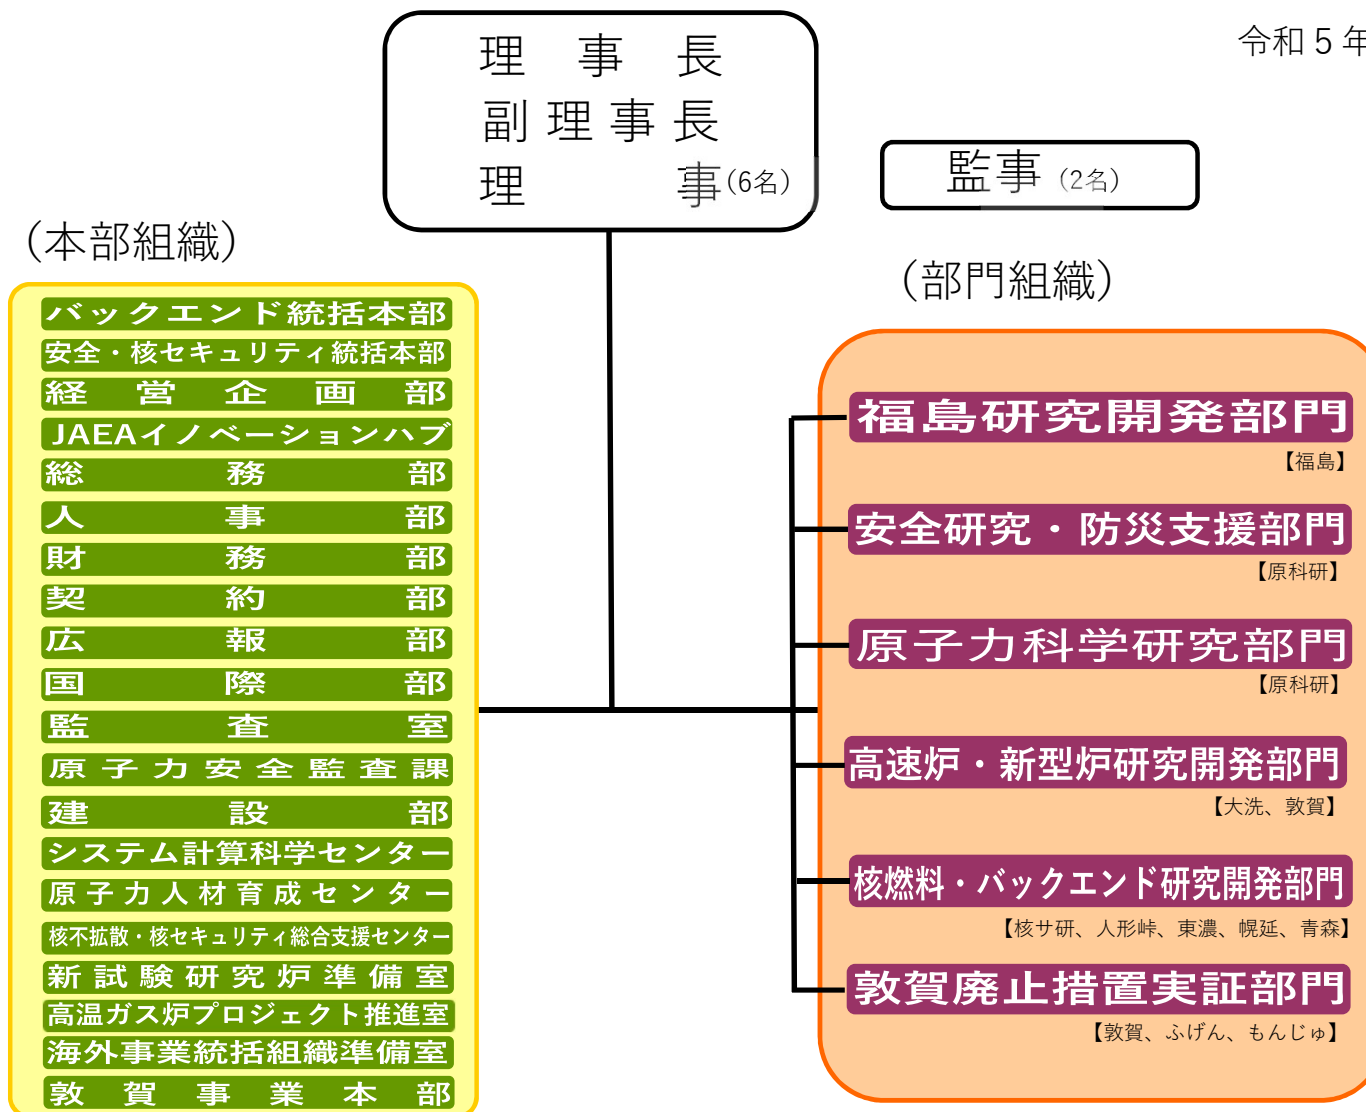 令和５年
理事長
副理事長
理事(6名)
監事（2名）
（本部組織）
バックエンド統括本部
安全・核セキュリティ統括本部
経営企画部
JAEAイノベーションハブ
総務部
人事部
財務部
契約部
広報部
国際部
監査室
原子力安全監査課
建設部
システム計算科学センター
原子力人材育成センター
核不拡散・核セキュリティ総合支援センター
新試験研究炉準備室
高温ガス炉プロジェクト推進室
海外事業統括組織準備室
敦賀事業本部
（部門組織）
福島研究開発部門
【福島】
安全研究・防災支援部門
【原科研】
原子力科学研究部門
【原科研】
高速炉・新型炉研究開発部門
【大洗、敦賀】
核燃料・バックエンド研究開発部門
【核サ研、人形峠、東濃、幌延、青森】
敦賀廃止措置実証部門
【敦賀、ふげん、もんじゅ】